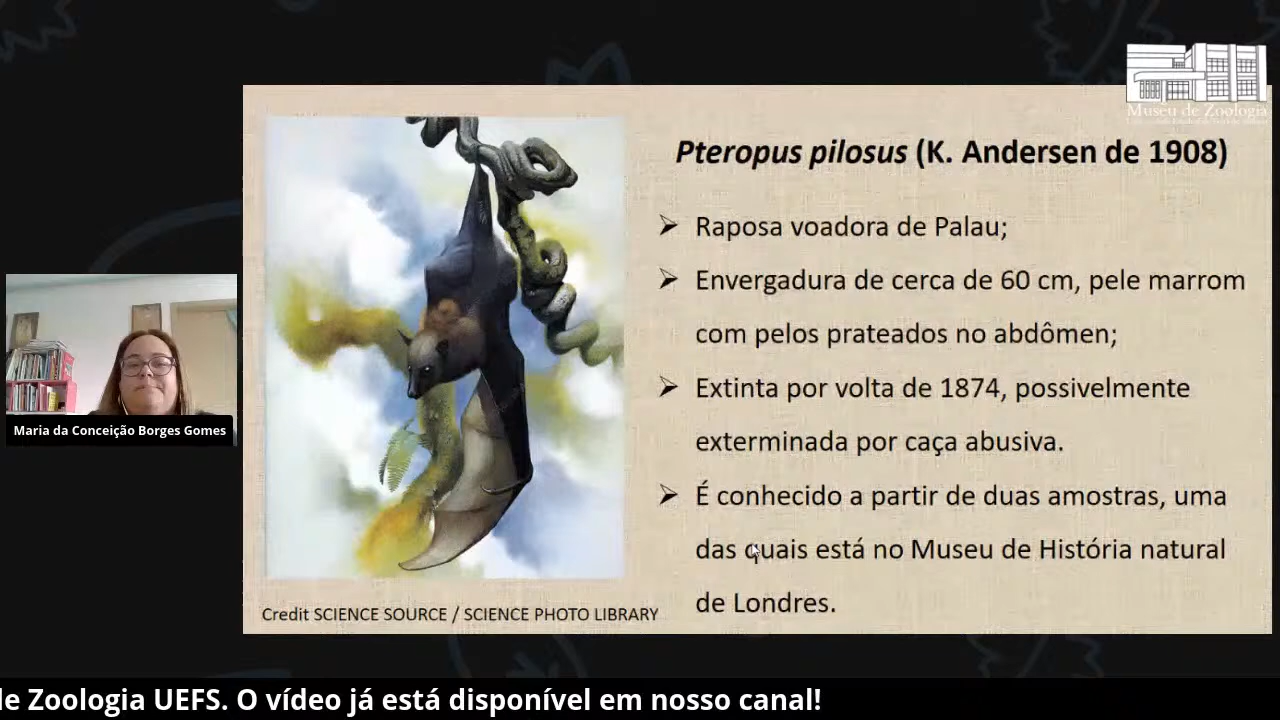 Museu de Zoologia
Pteropus pilosus (K. Andersen de 1908)
➢ Raposa voadora de Palau;
➢ Envergadura de cerca de 60 cm, pele marrom
com pelos prateados no abdômen;
➢ Extinta por volta de 1874, possivelmente
exterminada por caça abusiva.
➢ É conhecido a partir de duas amostras, uma
das quais está no Museu de História natural
de Londres.
Credit SCIENCE SOURCE / SCIENCE PHOTO LIBRARY
Maria da Conceição Borges Gomes
de Zoologia UEFS. O vídeo já está disponível em nosso canal!